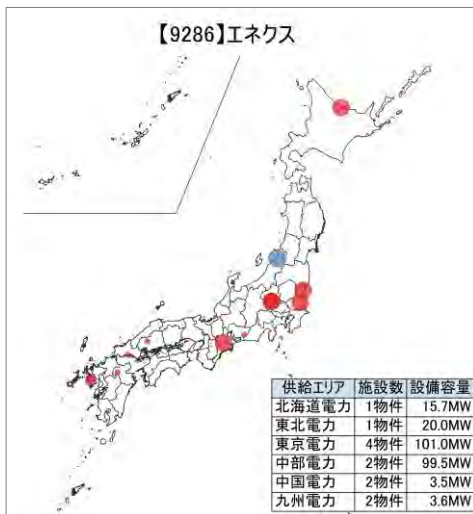 【9286】エネクス
供給エリア 施設数 設備容量
北海道電力 1物件 15.7MW
東北電力 1物件 20.0MW
東京電力 4物件 101.0MW
中部電力 2物件 99.5MW
中国電力 2物件 3.5MW
九州電力 2物件 3.6MW